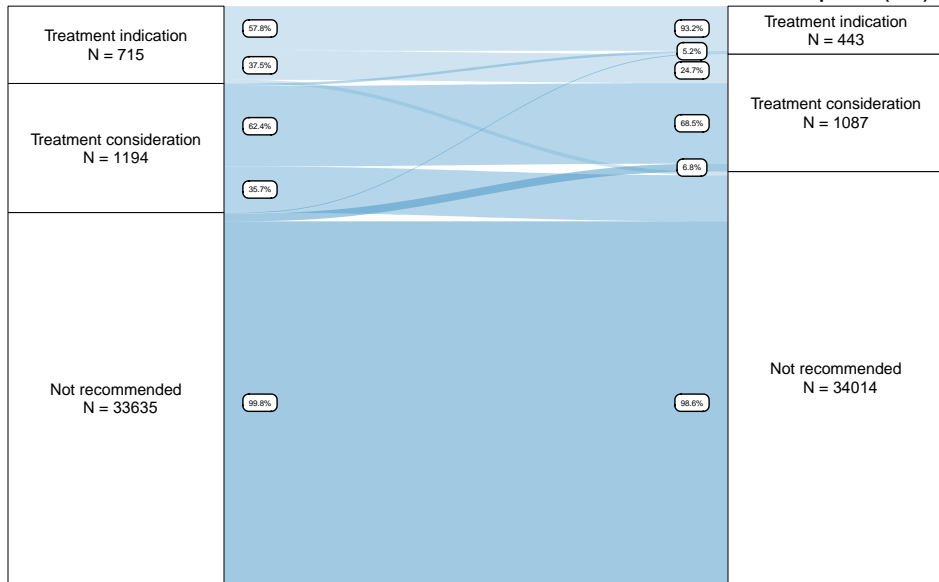 Treatment indication
N = 715
Treatment consideration
N = 1194
Not recommended
N = 33635
57.8%
37.5%
62.4%
35.7%
99.8%
93.2%
5.2%
24.7%
68.5%
6.8%
98.6%
Treatment indication
N = 443
Treatment consideration
N = 1087
Not recommended
N = 34014